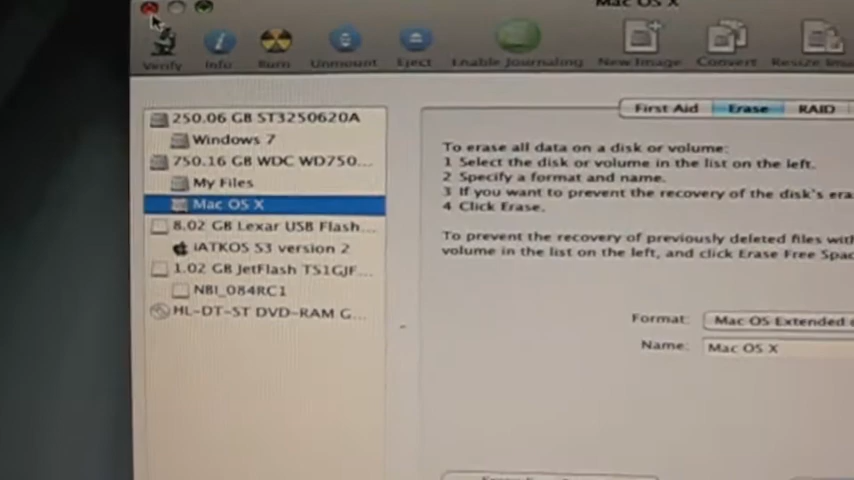 Mac OS X
Verify Info Burn Unmount Eject Enable Journaling New Image Convert Resize
250.06 GB ST3250620A
Windows 7
750.16 GB WDC WD750...
My Files
Mac OS X
8.02 GB Lexar USB Flash...
iATKOS S3 version 2
1.02 GB JetFlash TS1GJF...
NBI_084RC1
HL-DT-ST DVD-RAM G...
First Aid Erase RAID
To erase all data on a disk or volume:
1 Select the disk or volume in the list on the left.
2 Specify a format and name.
3 If you want to prevent the recovery of the disk's era
4 Click Erase.
To prevent the recovery of previously deleted files
volume in the list on the left, and click Erase Free
Format: Mac OS Extended
Name: Mac OS X